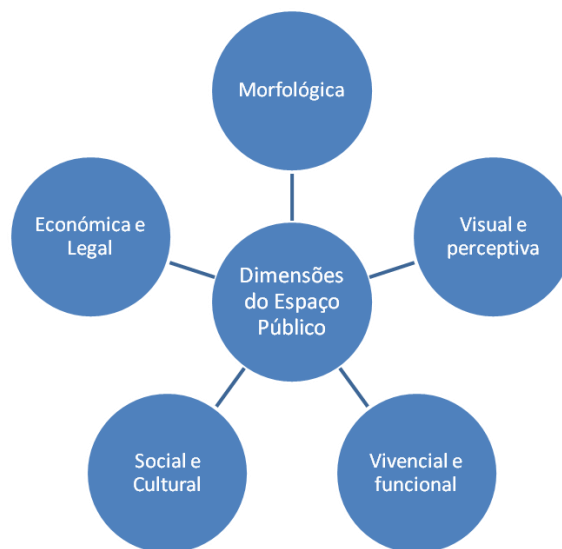 Morfológica
Económica e
Legal
Visual e
perceptiva
Dimensões
do Espaço
Público
Social e
Cultural
Vivencial e
funcional